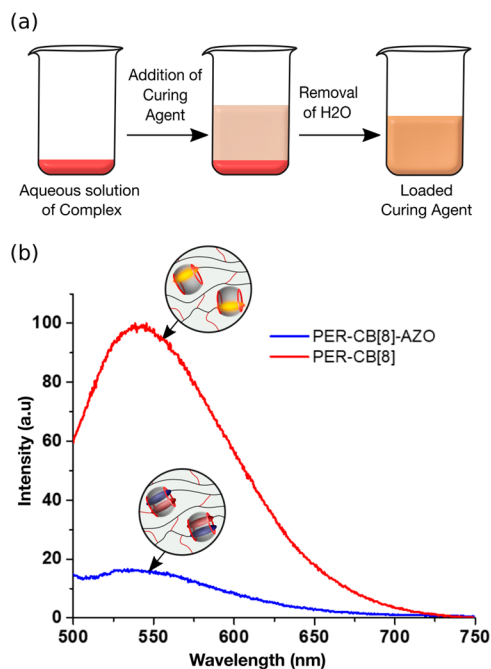 (a)
Addition of
Curing
Agent
Removal
of H2O
Aqueous solution
of Complex
Loaded
Curing Agent
(b)
PER-CB[8]-AZO
PER-CB[8]
Intensity (a.u)
100
80
60
40
20
0
500
550
600
650
700
750
Wavelength (nm)